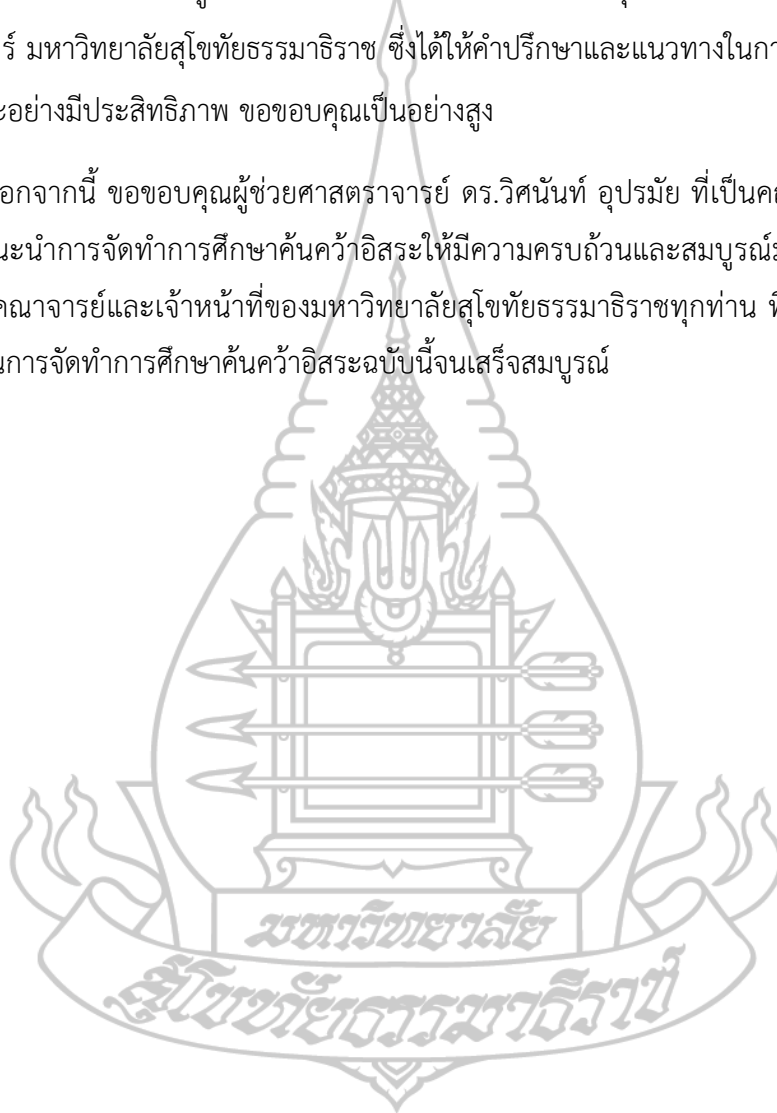 ร์ มหาวิทยาลัยสุโขทัยธรรมาธิราช ซึ่งได้ให้คำปรึกษาและแนวทางในกา
ะอย่างมีประสิทธิภาพ ขอขอบคุณเป็นอย่างสูง
อกจากนี้ ขอขอบคุณผู้ช่วยศาสตราจารย์ ดร.วิศนันท์ อุปรมัย ที่เป็นคณ
นะนำการจัดทำการศึกษาค้นคว้าอิสระให้มีความครบถ้วนและสมบูรณ์ม
คณาจารย์และเจ้าหน้าที่ของมหาวิทยาลัยสุโขทัยธรรมาธิราชทุกท่าน ที
นการจัดทำการศึกษาค้นคว้าอิสระฉบับนี้จนเสร็จสมบูรณ์
มหาวิทยาลัย
สุโขทัยธรรมาธิราช